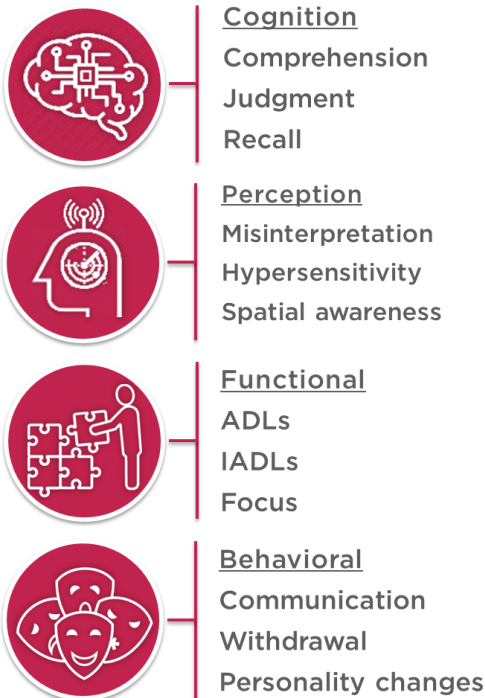 Cognition
Comprehension
Judgment
Recall
Perception
Misinterpretation
Hypersensitivity
Spatial awareness
Functional
ADLs
IADLs
Focus
Behavioral
Communication
Withdrawal
Personality changes